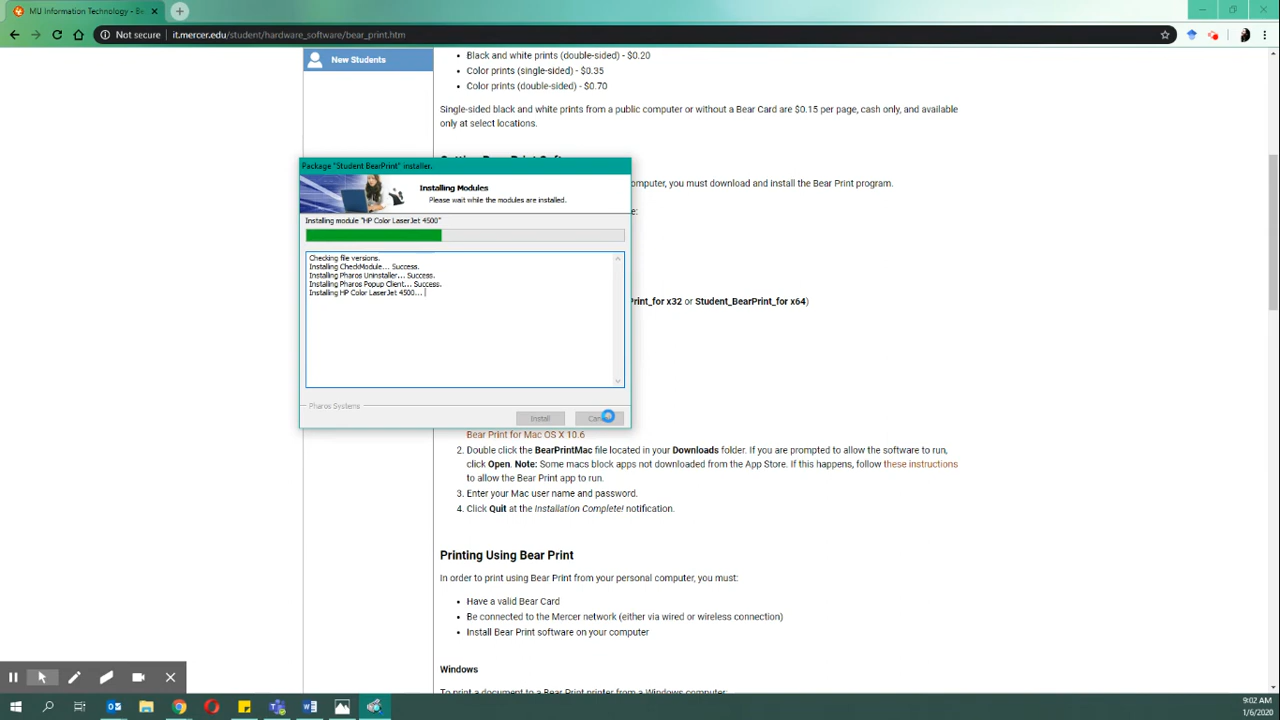 MU Information Technology - Be
Not secure | it.mercer.edu/student/hardware_software/bear_print.htm
New Students
Black and white prints (double-sided) - $0.20
Color prints (single-sided) - $0.35
Color prints (double-sided) - $0.70
Single-sided black and white prints from a public computer or without a Bear Card are $0.15 per page, cash only, and available
only at select locations.
omputer, you must download and install the Bear Print program.
Package "Student BearPrint" installer.
Installing Modules
Please wait while the modules are installed.
Installing module "HP Color LaserJet 4500"
Checking file versions.
Installing CheckModule... Success.
Installing Pharos Uninstaller... Success.
Installing Pharos Popup Client... Success.
Installing HP Color LaserJet 4500...
Pharos Systems
Install
Print_for x32 or Student_BearPrint_for x64)
Bear Print for Mac OS X 10.6
2. Double click the BearPrintMac file located in your Downloads folder. If you are prompted to allow the software to run,
click Open. Note: Some macs block apps not downloaded from the App Store. If this happens, follow these instructions
to allow the Bear Print app to run.
3. Enter your Mac user name and password.
4. Click Quit at the Installation Complete! notification.
Printing Using Bear Print
In order to print using Bear Print from your personal computer, you must:
Have a valid Bear Card
Be connected to the Mercer network (either via wired or wireless connection)
Install Bear Print software on your computer
Windows
To print a document to a Bear Print printer from a Windows computer:
9:02 AM
1/6/2020